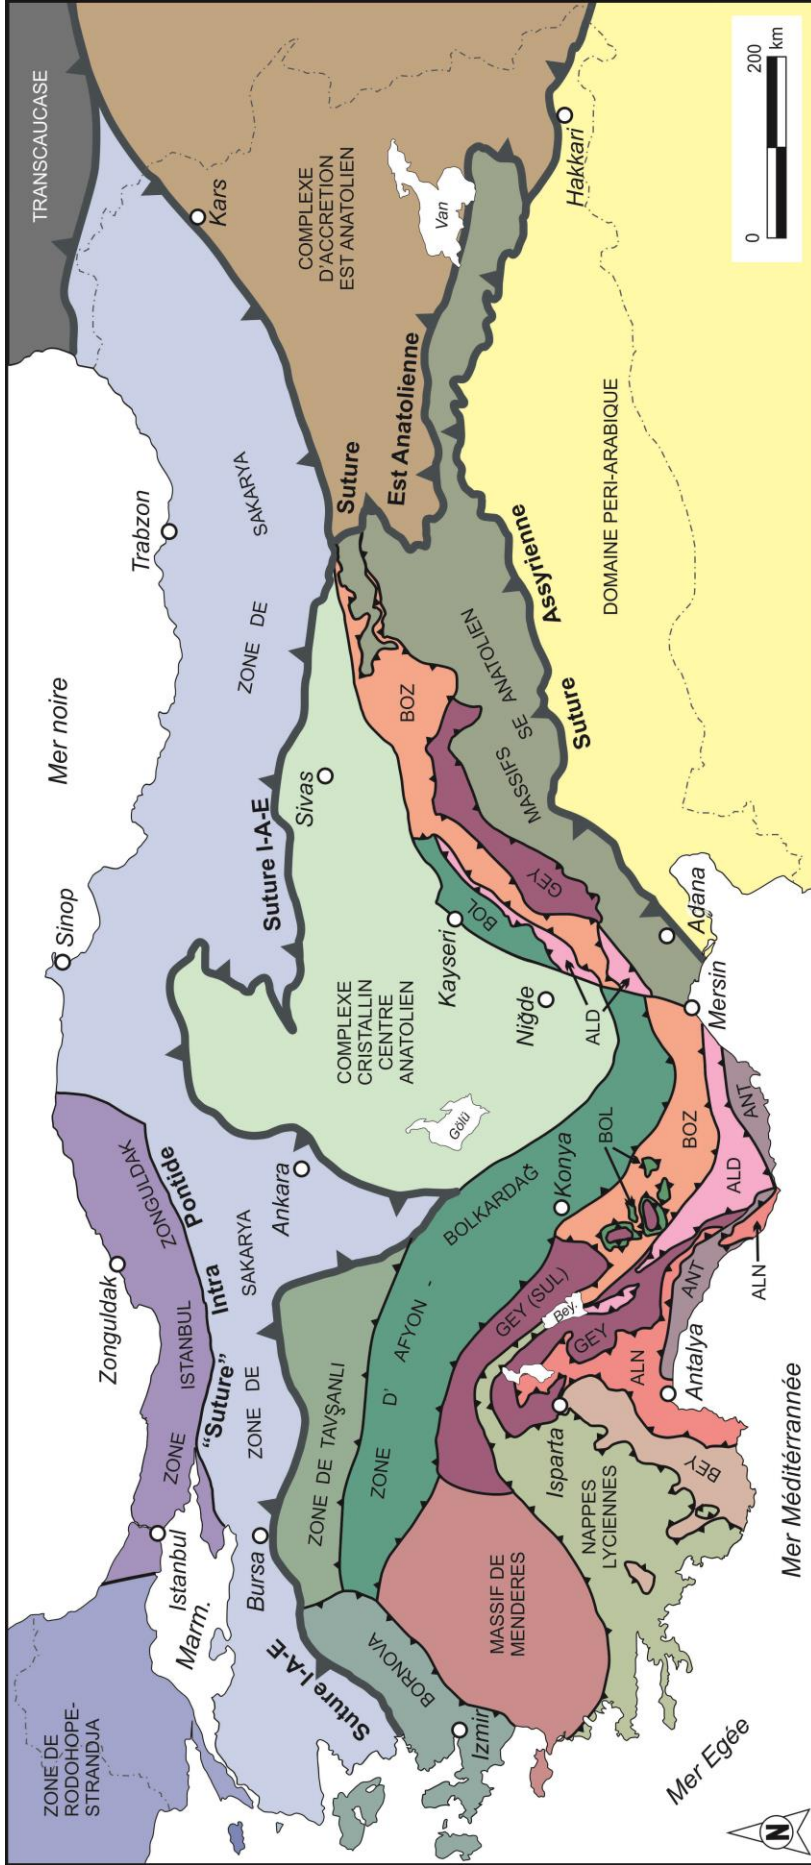 ZONE DE
RODOHOPE-
STRANDJA
Istanbul
Marm.
Bursa
Zonguldak
ZONE ISTANBUL ZONGULDAK
"Suture" Intra Pontide
Sinop
Mer noire
Trabzon
TRANSCAUCASE
Kars
ZONE DE SAKARYA
ZONE DE SAKARYA
Ankara
Suture I-A-E
Suture I-A-E
Sivas
COMPLEXE
CRISTALLIN
CENTRE
ANATOLIEN
Gölü
Kayseri
Niğde
Suture
Est Anatolienne
COMPLEXE
D'ACCRETION
EST ANATOLIEN
Van
Hakkari
BORNOVA
Izmir
ZONE DE TAVŞANLI
ZONE D' AFYON - BOLKARDAĞ
Konya
MASSIF DE
MENDERES
GEY (SUL)
Bey.
GEY
Isparta
NAPPES
LYCIENNES
BEY
ALN
Antalya
ANT
ALN
BOL
BOZ
ALD
ANT
Mersin
ALD
BOL
GEY
BOZ
MASSIFS SE ANATOLIEN
Adana
Suture Assyrienne
DOMAINE PERI-ARABIQUE
Mer Egée
Mer Méditérrannée
N
0 200
km